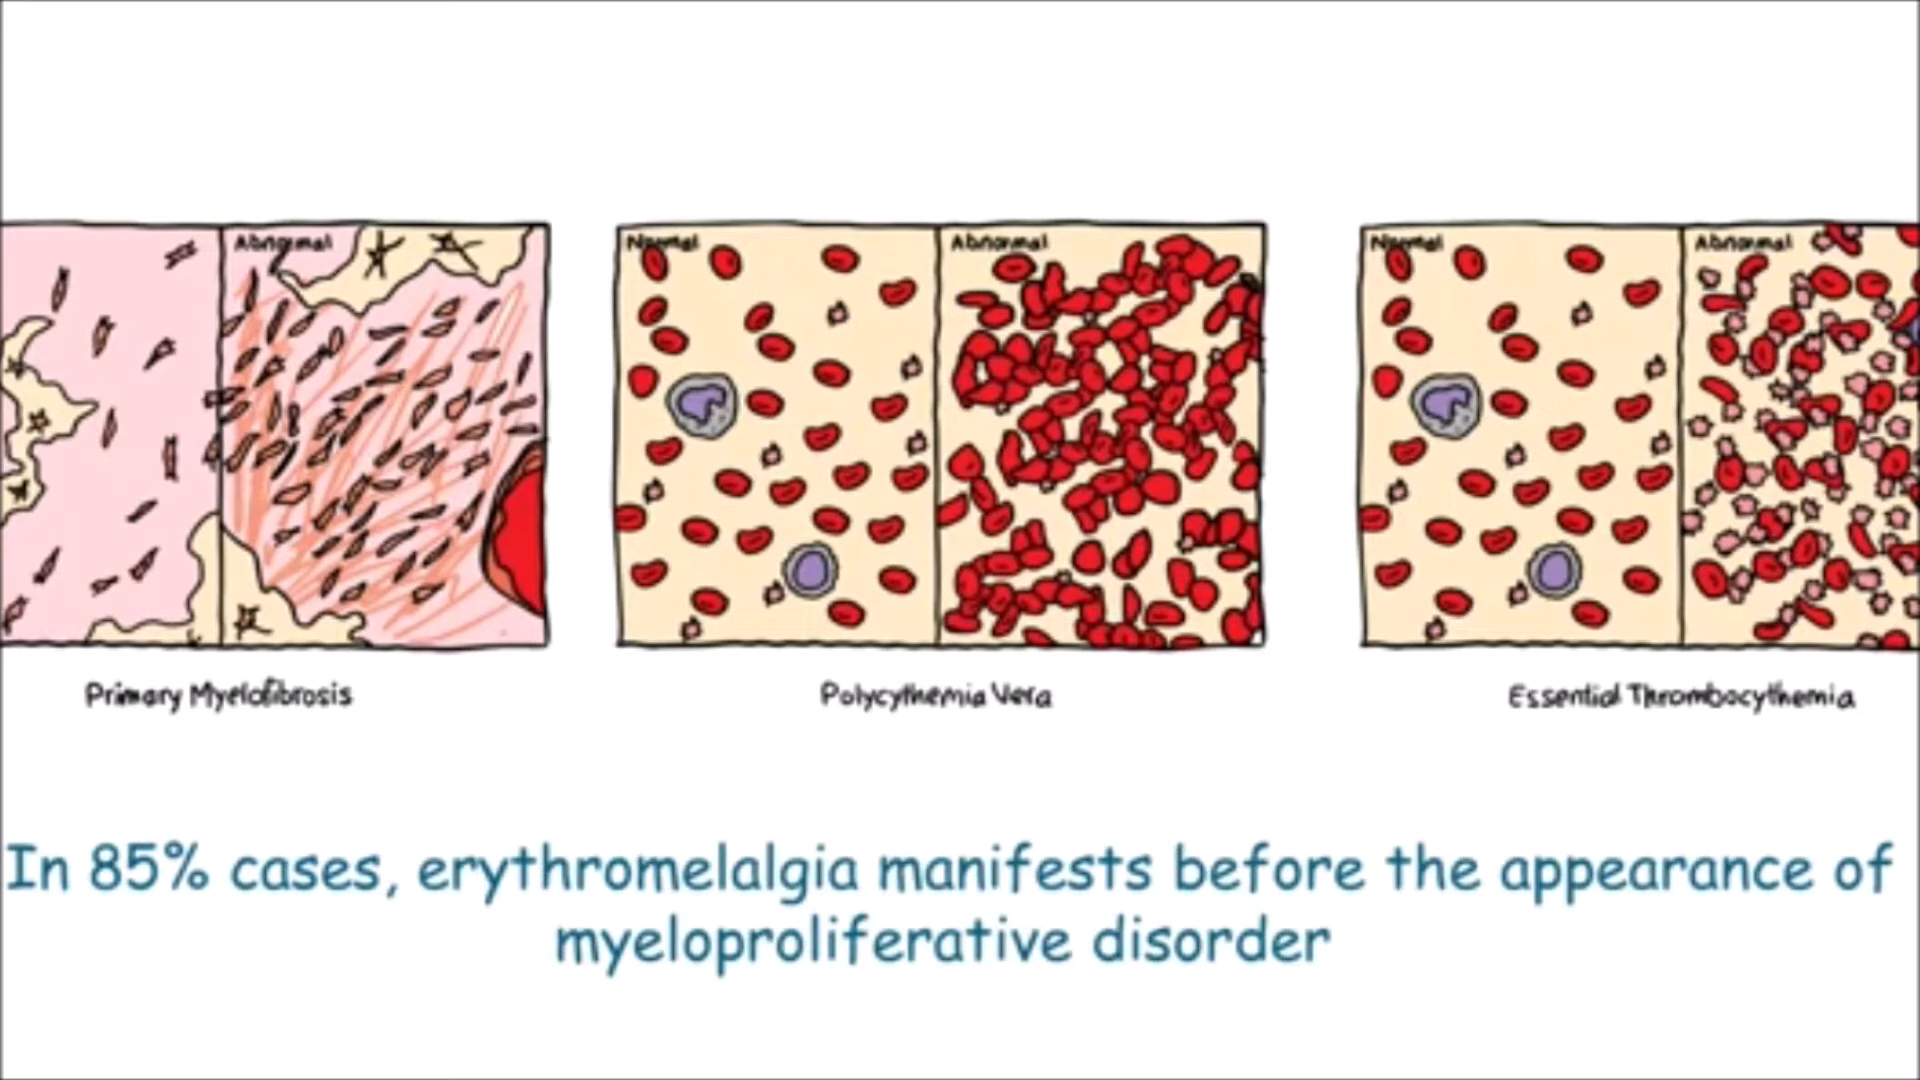 Abnormal
Normal
Abnormal
Normal
Abnormal
Primary Myelofibrosis
Polycythemia Vera
Essential Thrombocythemia
In 85% cases, erythromelalgia manifests before the appearance of
myeloproliferative disorder